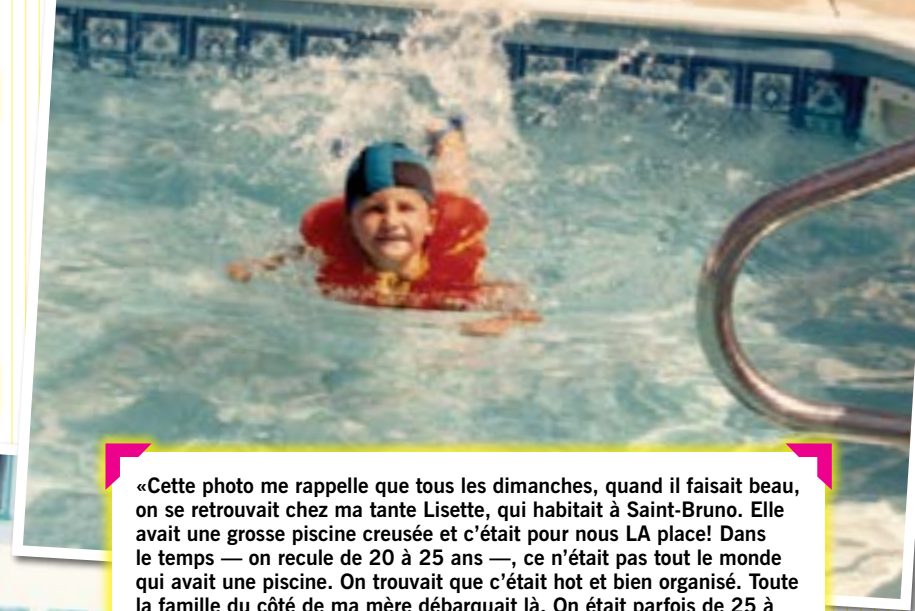 «Cette photo me rappelle que tous les dimanches, quand il faisait beau,
on se retrouvait chez ma tante Lisette, qui habitait à Saint-Bruno. Elle
avait une grosse piscine creusée et c’était pour nous LA place! Dans
le temps — on recule de 20 à 25 ans —, ce n’était pas tout le monde
qui avait une piscine. On trouvait que c’était hot et bien organisé. Toute
la famille du côté de ma mère débarquait là. On était parfois de 25 à